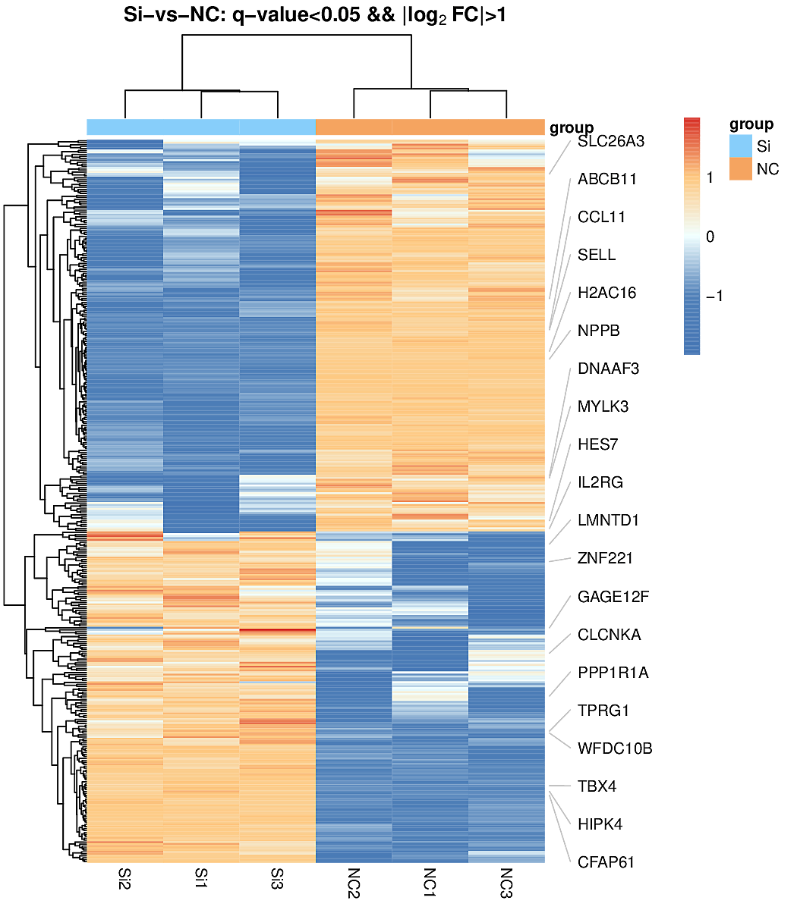 Si-vs-NC: q-value<0.05 && |log₂ FC|>1
group
SLC26A3
ABCB11
CCL11
SELL
H2AC16
NPPB
DNAAF3
MYLK3
HES7
IL2RG
LMNTD1
ZNF221
GAGE12F
CLCNKA
PPP1R1A
TPRG1
WFDC10B
TBX4
HIPK4
CFAP61
1
0
−1
group
Si
NC
Si2
Si1
Si3
NC2
NC1
NC3